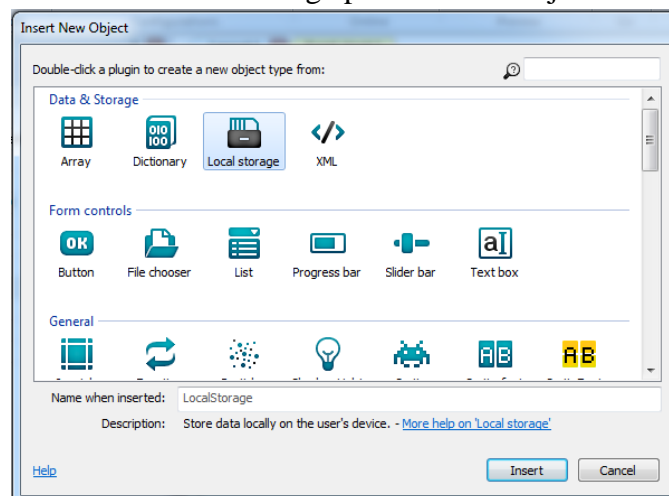 Insert New Object
Double-click a plugin to create a new object type from:
Data & Storage
Array Dictionary Local storage XML
Form controls
OK
Button File chooser List Progress bar Slider bar Text box
General
Name when inserted: LocalStorage
Description: Store data locally on the user's device. - More help on 'Local storage'
Help Insert Cancel